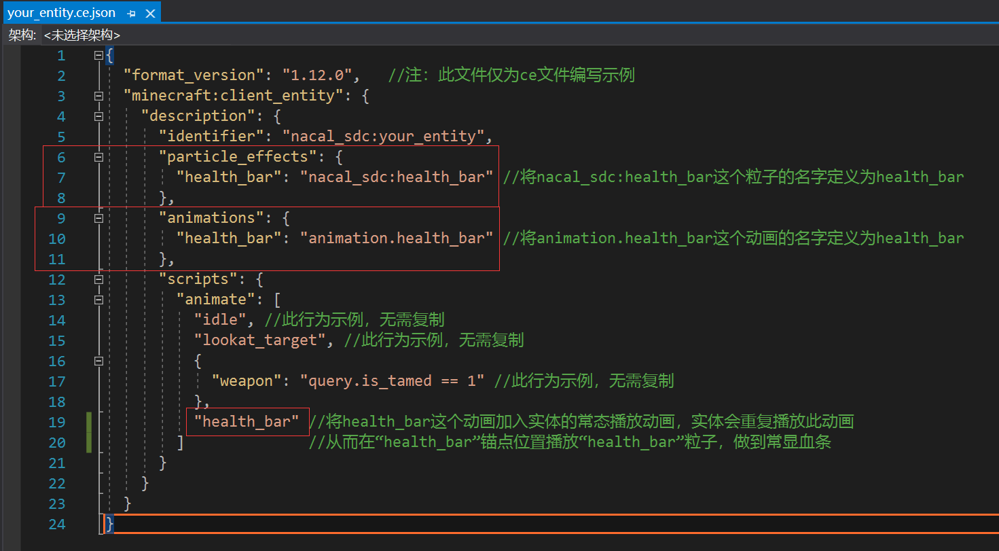 your_entity.ce.json
架构: <未选择架构>
1 {
2 "format_version": "1.12.0", //注：此文件仅为ce文件编写示例
3 "minecraft:client_entity": {
4 "description": {
5 "identifier": "nacal_sdc:your_entity",
6 "particle_effects": {
7 "health_bar": "nacal_sdc:health_bar" //将nacal_sdc:health_bar这个粒子的名字定义为health_bar
8 },
9 "animations": {
10 "health_bar": "animation.health_bar" //将animation.health_bar这个动画的名字定义为health_bar
11 },
12 "scripts": {
13 "animate": [
14 "idle", //此行为示例，无需复制
15 "lookat_target", //此行为示例，无需复制
16 {
17 "weapon": "query.is_tamed == 1" //此行为示例，无需复制
18 },
19 "health_bar" //将health_bar这个动画加入实体的常态播放动画，实体会重复播放此动画
20 ] //从而在“health_bar”锚点位置播放“health_bar”粒子，做到常显血条
21 }
22 }
23 }
24 }